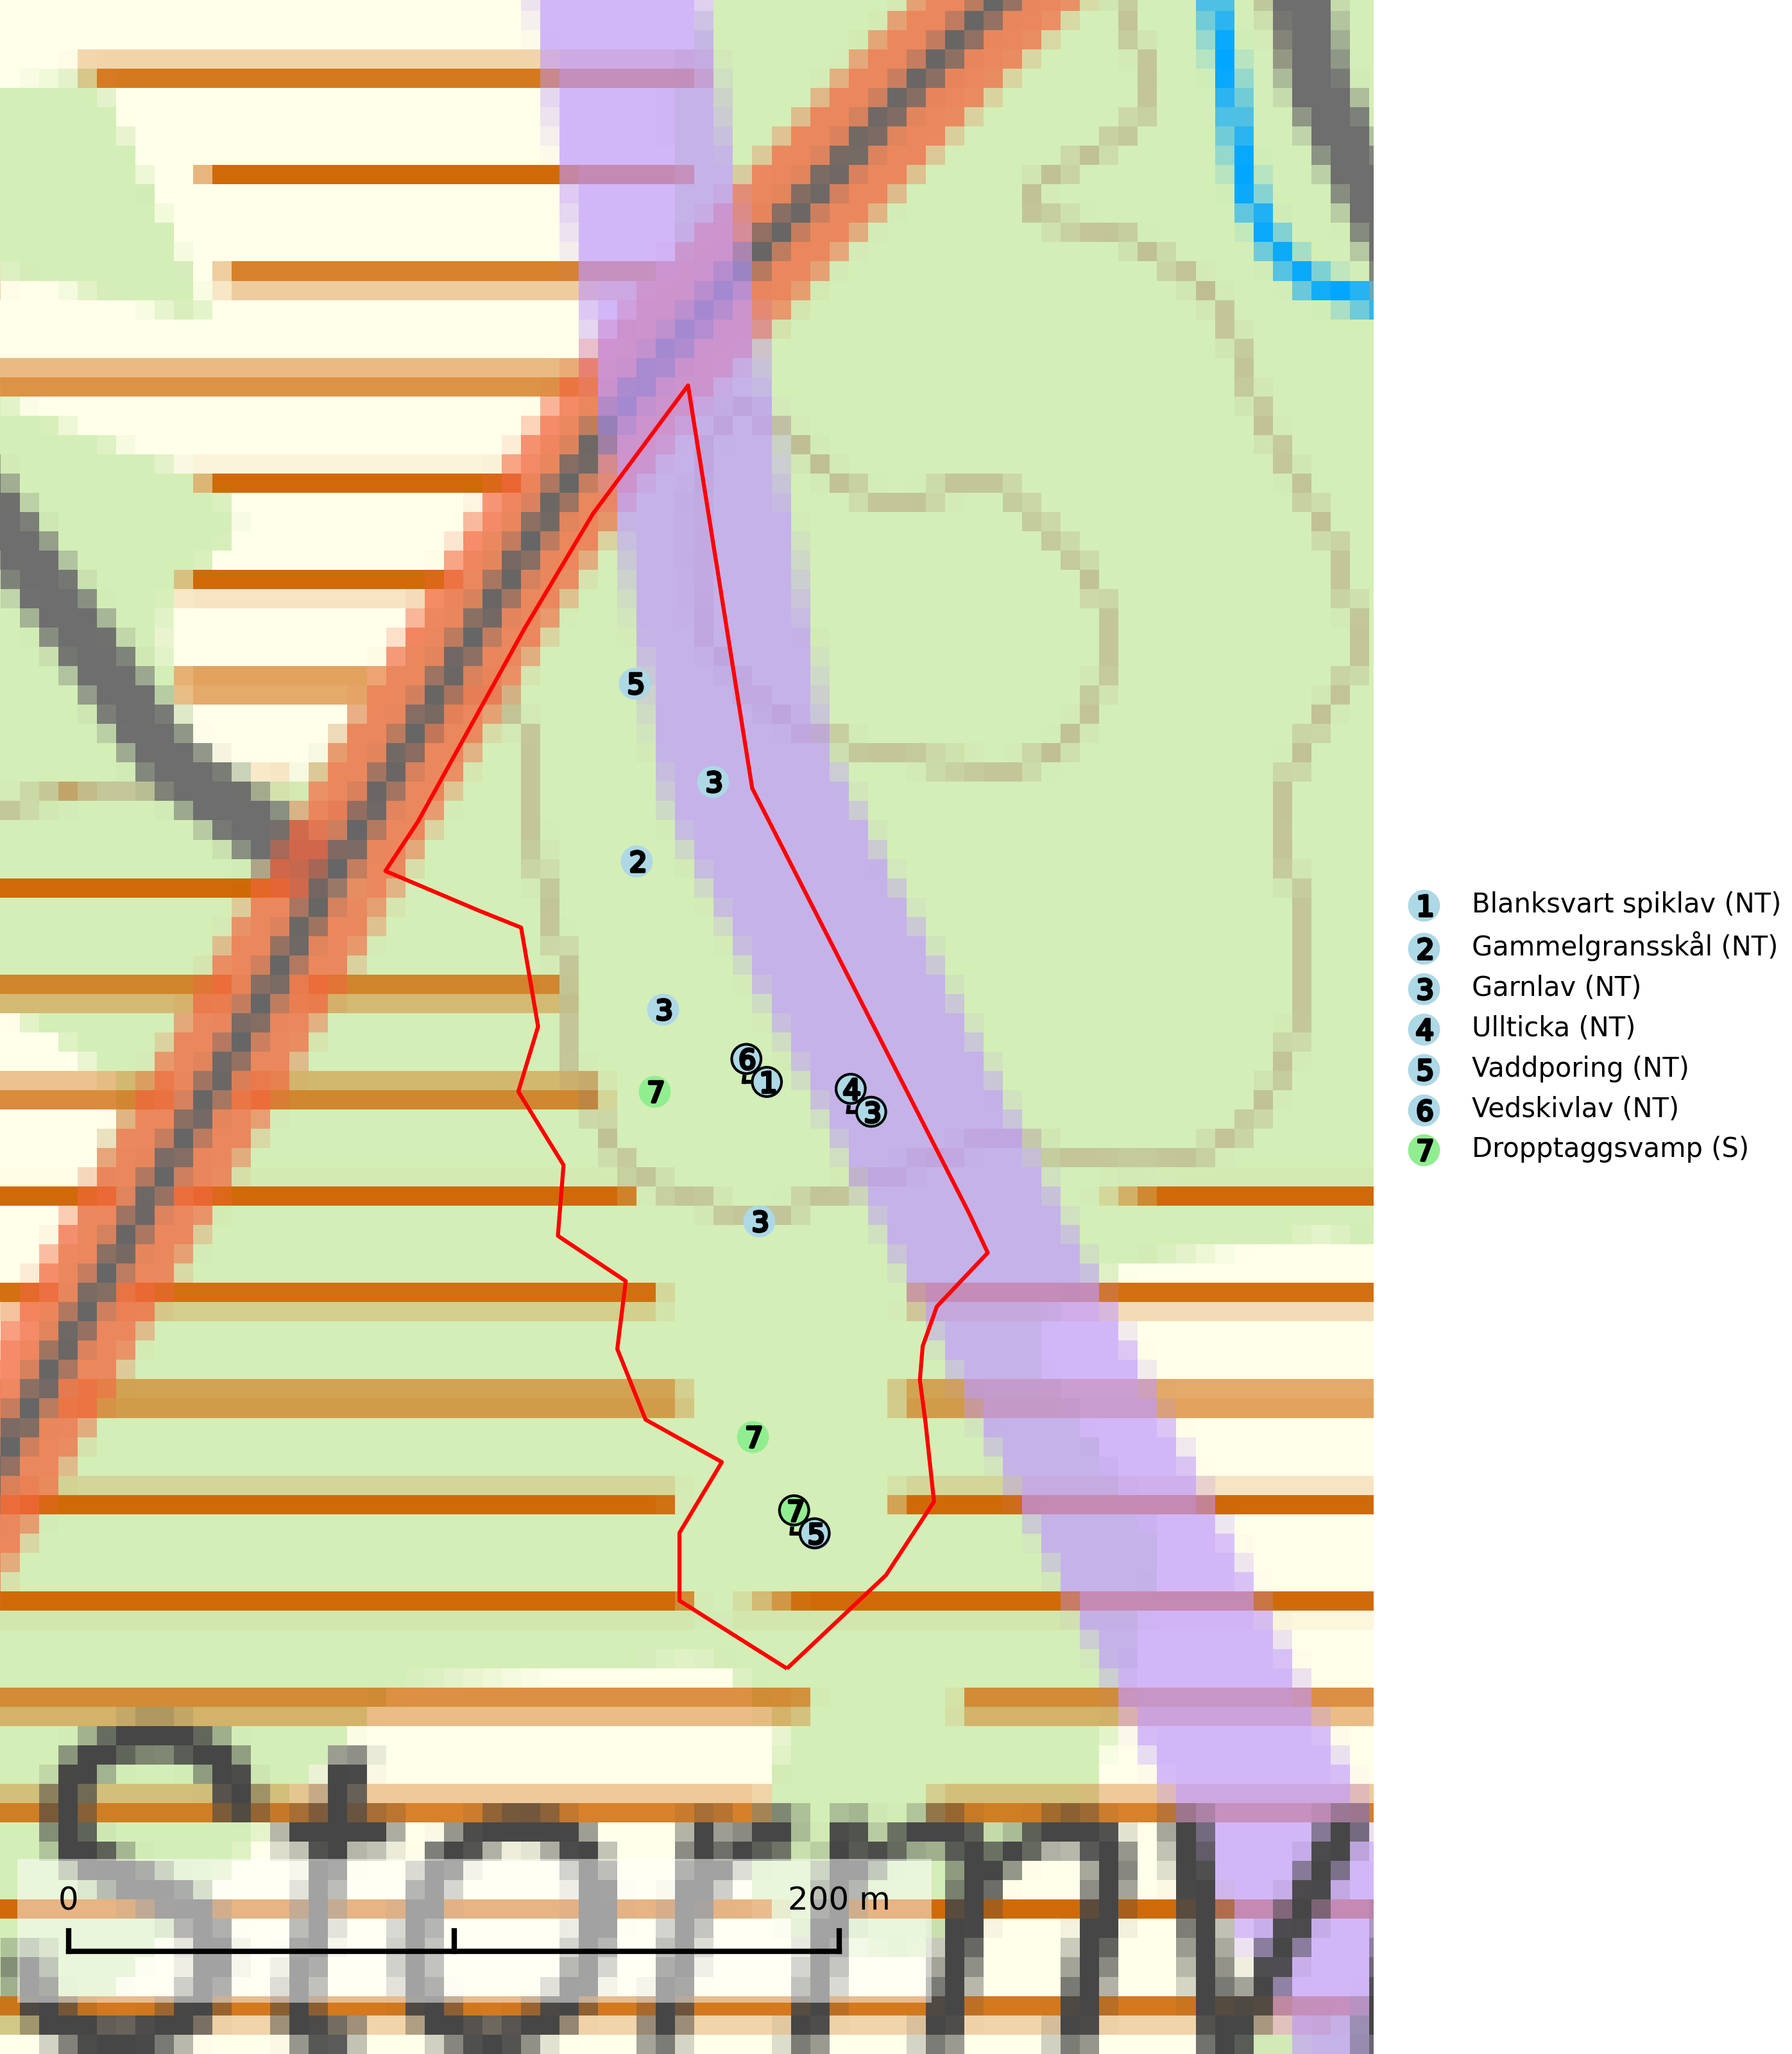 5
3
2
3
6
1
7
4
3
3
7
7
5
1 Blanksvart spiklav (NT)
2 Gammelgransskål (NT)
3 Garnlav (NT)
4 Ullticka (NT)
5 Vaddporing (NT)
6 Vedskivlav (NT)
7 Dropptaggsvamp (S)
0 200 m